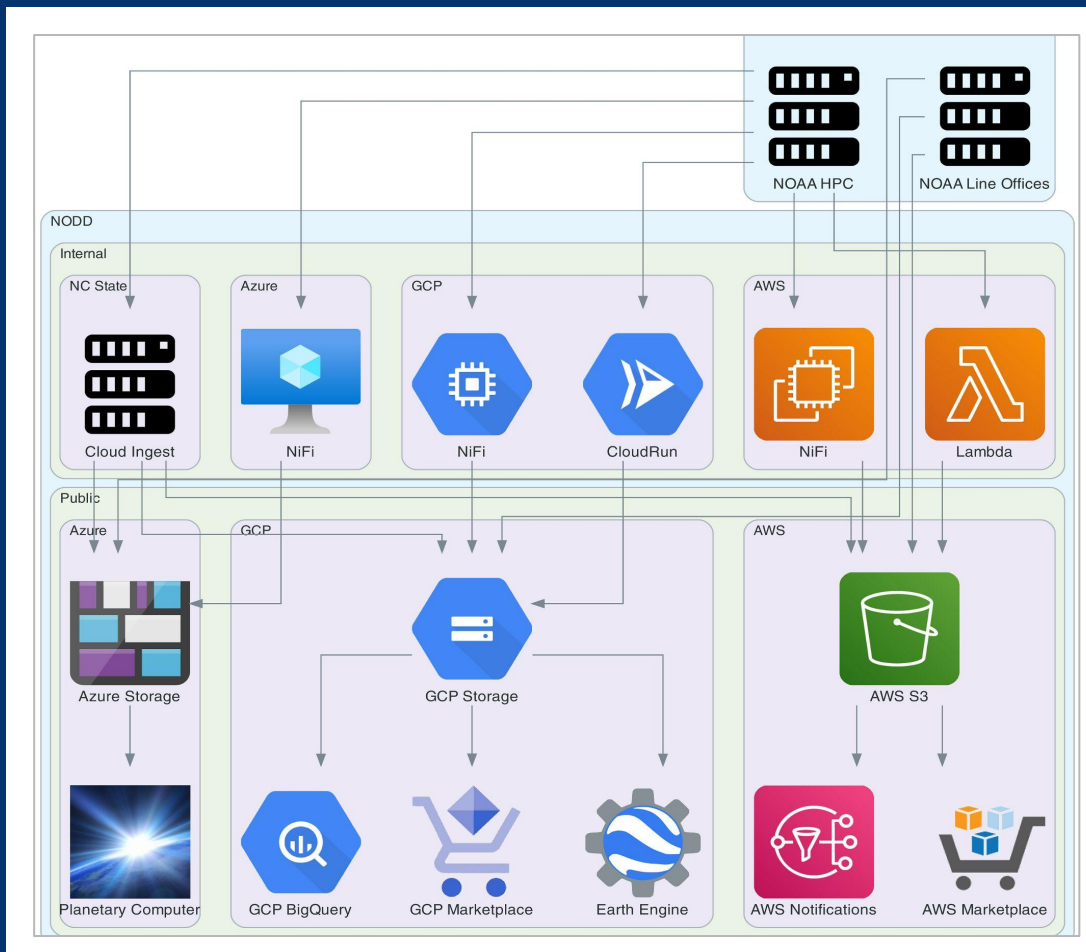 NOAA HPC
NOAA Line Offices
NODD
Internal
NC State
Azure
GCP
AWS
Cloud Ingest
NiFi
NiFi
CloudRun
NiFi
Lambda
Public
Azure
GCP
AWS
Azure Storage
GCP Storage
AWS S3
Planetary Computer
GCP BigQuery
GCP Marketplace
Earth Engine
AWS Notifications
AWS Marketplace